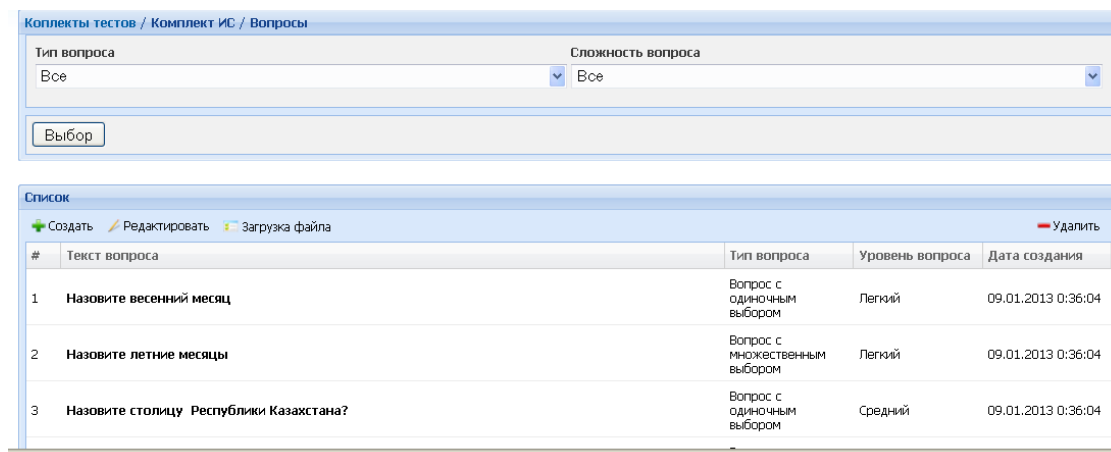 Коплекты тестов / Комплект ИС / Вопросы
Тип вопроса Сложность вопроса
Все Все
Выбор
Список
Создать Редактировать Загрузка файла Удалить
# Текст вопроса Тип вопроса Уровень вопроса Дата создания
1 Назовите весенний месяц Вопрос с одиночным выбором Легкий 09.01.2013 0:36:04
2 Назовите летние месяцы Вопрос с множественным выбором Легкий 09.01.2013 0:36:04
3 Назовите столицу Республики Казахстана? Вопрос с одиночным выбором Средний 09.01.2013 0:36:04